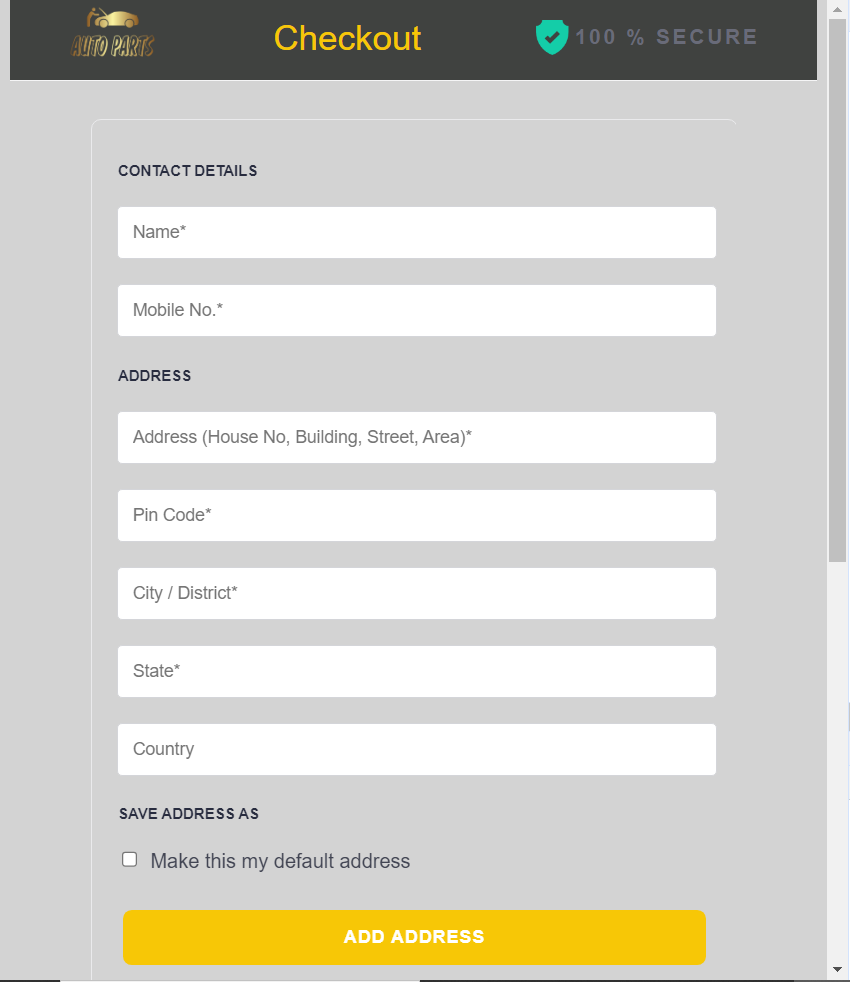 AUTO PARTS
Checkout
100 % SECURE
CONTACT DETAILS
Name*
Mobile No.*
ADDRESS
Address (House No, Building, Street, Area)*
Pin Code*
City / District*
State*
Country
SAVE ADDRESS AS
Make this my default address
ADD ADDRESS